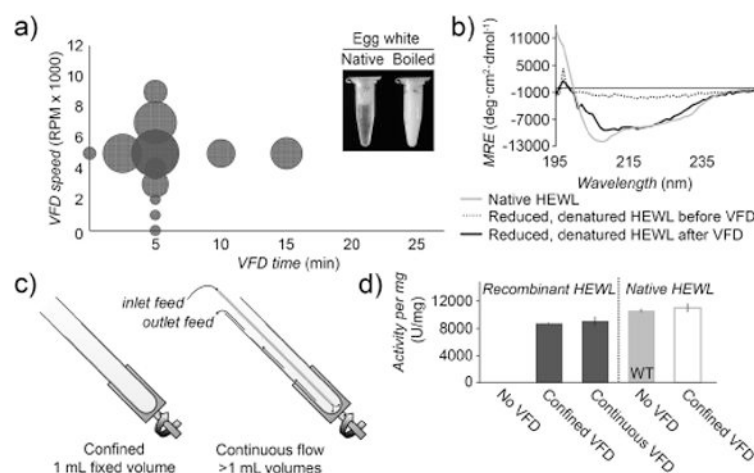 a)
12
10
8
6
4
2
0
VFD speed (RPM x 1000)
5 10 15 20 25
VFD time (min)
Egg white
Native Boiled
b)
11000
5000
-1000
-7000
-13000
MRE (deg·cm2·dmol-1)
195 215 235
Wavelength (nm)
Native HEWL
Reduced, denatured HEWL before VFD
Reduced, denatured HEWL after VFD
c)
inlet feed
outlet feed
Confined
1 mL fixed volume
Continuous flow
>1 mL volumes
d)
Recombinant HEWL Native HEWL
12000
8000
4000
0
Activity per mg
(U/mg)
WT
No VFD
Confined VFD
Continuous VFD
No VFD
Confined VFD